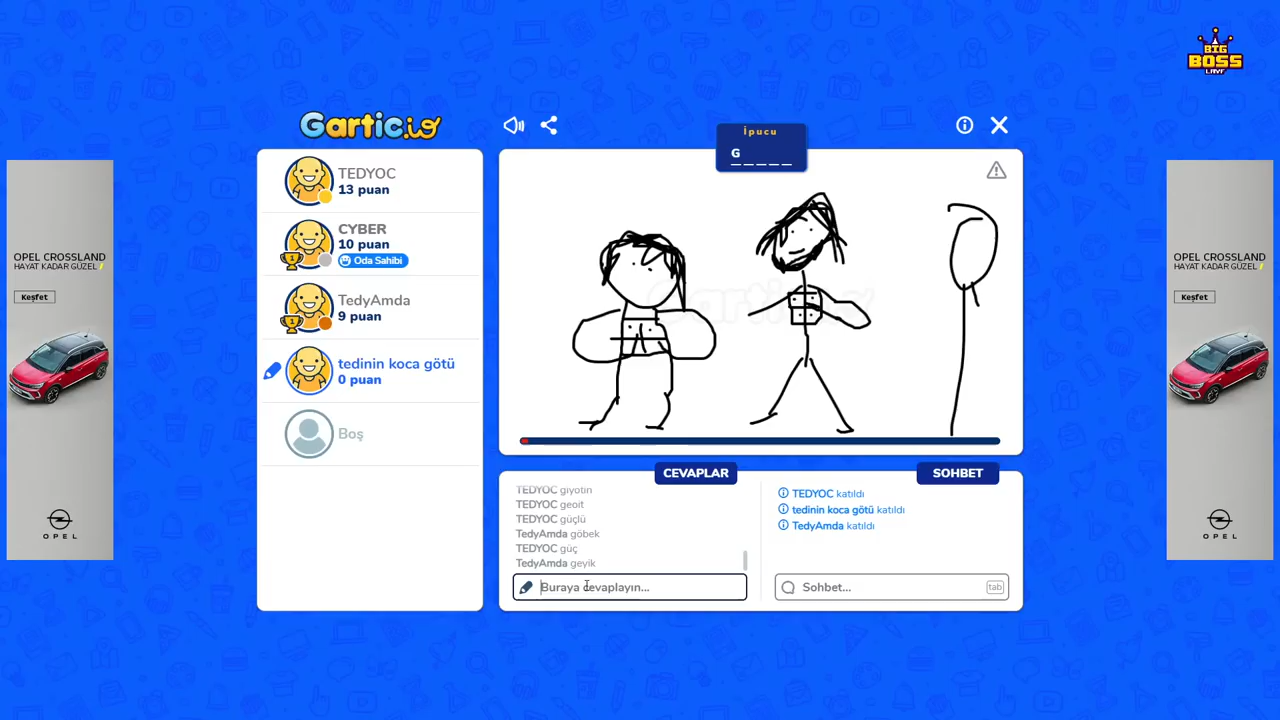 BIG
BOSS
LAYF
Gartic.io
İpucu
G _ _ _ _ _
TEDYOC
13 puan
CYBER
10 puan
Oda Sahibi
TedyAmda
9 puan
tedinin koca götü
0 puan
Boş
OPEL CROSSLAND
HAYAT KADAR GÜZEL
Keşfet
OPEL
OPEL CROSSLAND
HAYAT KADAR GÜZEL
Keşfet
OPEL
CEVAPLAR
TEDYOC giyotin
TEDYOC geoit
TEDYOC güçlü
TedyAmda göbek
TEDYOC güç
TedyAmda geyik
Buraya cevaplayın...
SOHBET
TEDYOC katıldı
tedinin koca götü katıldı
TedyAmda katıldı
Sohbet...
tab